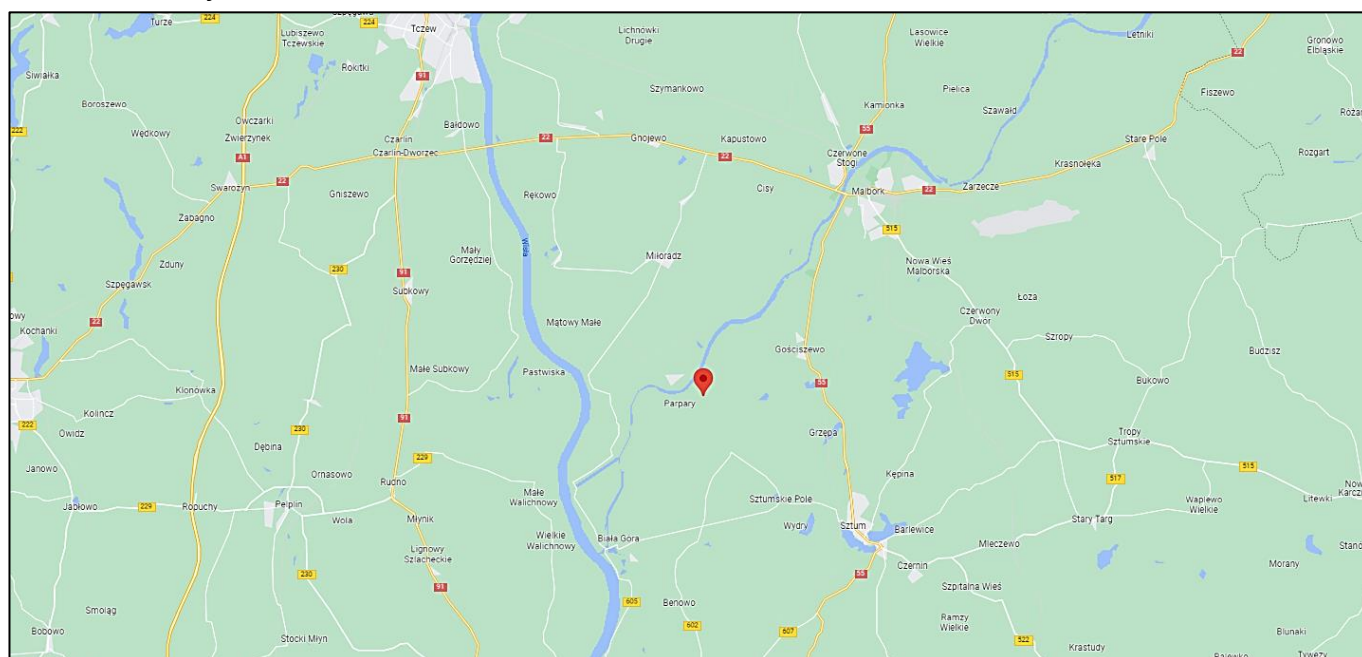 Turze
224
224
Tczew
Lichnówki
Drugie
Lasowice
Wielkie
Letniki
22
Gronowo
Elbląskie
Lubiszewo
Tczewskie
Rokitki
91
Siwiałka
Boroszewo
Szymankowo
Kamionka
Pielica
Szawałd
Fiszewo
222
Wędkowy
Owczarki
Zwierzynek
Bałdowo
Czarlin
Czarlin-Dworzec
22
Gnojewo
Kapustowo
55
Czerwone
Stogi
Stare Pole
Rozgart
A1
22
Krasnołęka
Swarożyn
22
Gniszewo
Rękowo
Cisy
Malbork
22
Zarzecze
Zabagno
515
Żduny
Wisła
Mały
Gorzędziej
Miłoradz
Nowa Wieś
Malborska
230
91
Szpęgawsk
Subkowy
Łoza
Czerwony
Dwór
22
Kochanki
Mątowy Małe
Szropy
Gościszewo
Budzisz
Małe Subkowy
Pastwiska
515
Bukowo
Klonówka
55
Parpary
222
Kolincz
91
Owidz
230
Grzępa
Tropy
Sztumskie
Dębina
229
515
Janowo
Ornasowo
Kępina
517
Rudno
Jabłowo
229
Ropuchy
Pelplin
Małe
Walichnowy
Sztumskie Pole
Waplewo
Wielkie
Litewki
Wola
Młynik
Wydry
Sztum
Barlewice
Stary Targ
Wielkie
Walichnowy
Biała Góra
Mleczewo
Lignowy
Szlacheckie
Czernin
Morany
230
91
55
Szpitalna Wieś
605
Benowo
Smoląg
602
607
Ramzy
Wielkie
Bobowo
Stocki Młyn
522
Krastudy
Blunaki